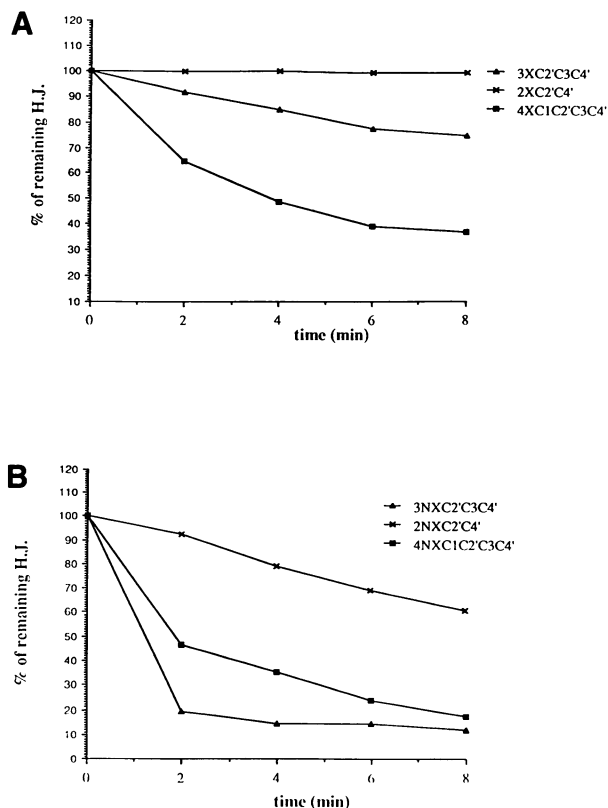 A
120
110
100
90
80
70
60
50
40
30
20
10
% of remaining H.J.
3XC2'C3C4'
2XC2'C4'
4XC1C2'C3C4'
0 2 4 6 8
time (min)
B
120
110
100
90
80
70
60
50
40
30
20
10
0
% of remaining H.J.
3NXC2'C3C4'
2NXC2'C4'
4NXC1C2'C3C4'
0 2 4 6 8
time (min)